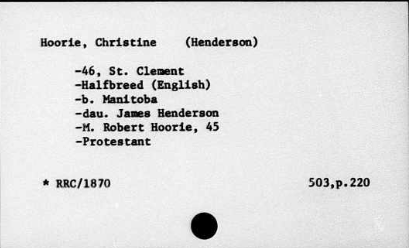 Hoorie, Christine (Henderson)
-46, St. Clement
-Halfbreed (English)
-b. Manitoba
-dau. James Henderson
-M. Robert Hoorie, 45
-Protestant
* RRC/1870 503,p.220